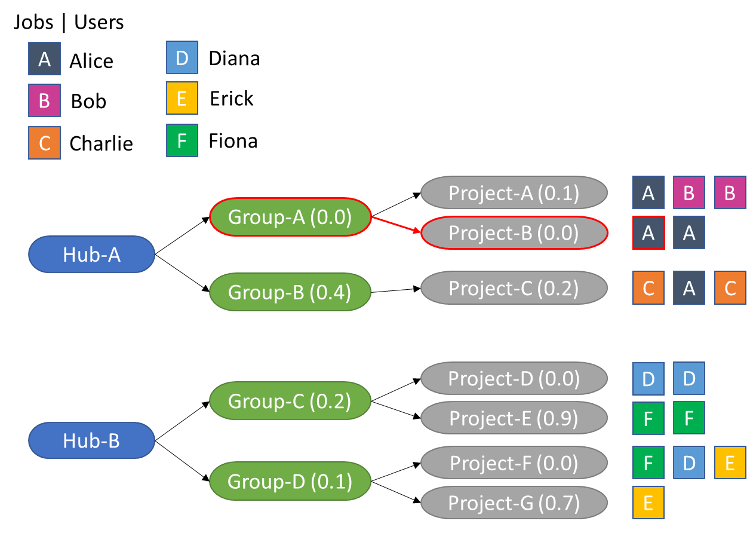 Jobs | Users
A Alice D Diana
B Bob E Erick
C Charlie F Fiona
Project-A (0.1) A B B
Group-A (0.0)
Project-B (0.0) A A
Hub-A
Group-B (0.4) Project-C (0.2) C A C
Project-D (0.0) D D
Group-C (0.2)
Project-E (0.9) F F
Hub-B
Project-F (0.0) F D E
Group-D (0.1)
Project-G (0.7) E